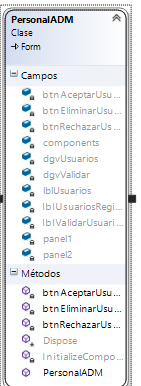 PersonalADM
Clase
Form
Campos
btnAceptarUsu...
btnEliminarUsu...
btnRechazarUs...
components
dgvUsuarios
dgvValidar
lblUsuarios
lblUsuariosRegi...
lblValidarUsuari...
panel1
panel2
Métodos
btnAceptarUsu...
btnEliminarUsu...
btnRechazarUs...
Dispose
InitializeCompo...
PersonalADM